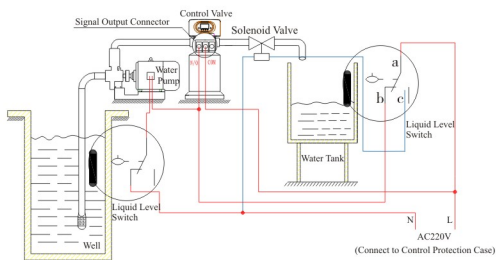 Control Valve
Signal Output Connector
Solenoid Valve
Water
Pump
a
b
c
Liquid Level
Switch
Water Tank
Liquid Level
Switch
Well
N
L
AC220V
(Connect to Control Protection Case)